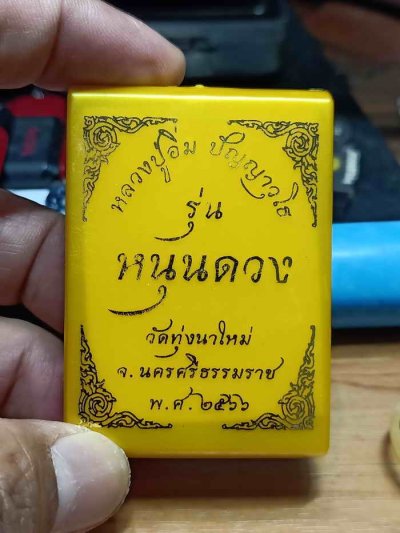 หลวงปู่อิ่ม ปัญญาวุโธ
รุ่น
หนุนดวง
วัดทุ่งนาใหม่
จ.นครศรีธรรมราช
พ.ศ.๒๕๖๖